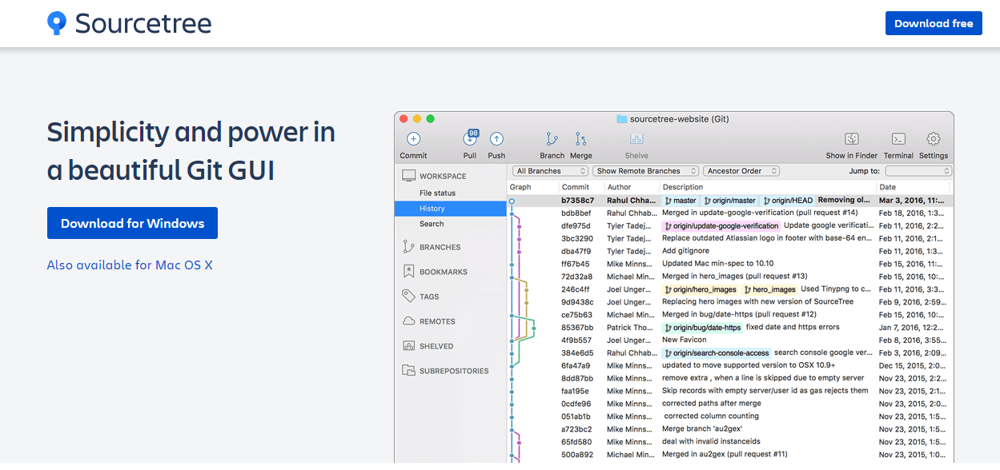 Sourcetree
Download free
Simplicity and power in
a beautiful Git GUI
Download for Windows
Also available for Mac OS X
sourcetree-website (Git)
98
Commit Pull Push Branch Merge Shelve Show in Finder Terminal Settings
All Branches Show Remote Branches Ancestor Order Jump to:
WORKSPACE
File status
History
Search
BRANCHES
BOOKMARKS
TAGS
REMOTES
SHELVED
SUBREPOSITORIES
Graph Commit Author Description Date
b7358c7 Rahul Chha... master origin/master origin/HEAD Removing ol... Mar 3, 2016, 11:...
bdb8bef Rahul Chhab... Merged in update-google-verification (pull request #14) Feb 18, 2016, 1:3...
dfe975d Tyler Tadej... origin/update-google-verification Update google verificati... Feb 11, 2016, 2:2...
3bc3290 Tyler Tadej... Replace outdated Atlassian logo in footer with base-64 en... Feb 11, 2016, 2:1...
dba47f9 Tyler Tadej... Add gitignore Feb 11, 2016, 1:3...
ff67b45 Mike Minns... Updated Mac min-spec to 10.10 Feb 15, 2016, 11:...
72d32a8 Michael Min... Merged in hero_images (pull request #13) Feb 15, 2016, 10:...
246c4ff Joel Unger... origin/hero_images hero_images Used Tinypng to c... Feb 11, 2016, 3:3...
9d9438c Joel Unger... Replacing hero images with new version of SourceTree Feb 9, 2016, 2:59...
ce75b63 Michael Min... Merged in bug/date-https (pull request #12) Feb 15, 2016, 10:...
85367bb Patrick Tho... origin/bug/date-https fixed date and https errors Jan 7, 2016, 12:2...
4f9b557 Joel Unger... New Favicon Feb 8, 2016, 3:55...
384e6d5 Rahul Chhab... origin/search-console-access search console google ver... Feb 3, 2016, 2:09...
6fa47a9 Mike Minns... updated to move supported version to OSX 10.9+ Dec 15, 2015, 2:0...
8dd87bb Mike Minns... remove extra , when a line is skipped due to empty server Nov 23, 2015, 2:2...
faa195e Mike Minns... Skip records with empty server/user id as gas rejects them Nov 23, 2015, 2:1...
0cdfe96 Mike Minns... corrected paths after merge Nov 23, 2015, 2:0...
051ab1b Mike Minns... corrected column counting Nov 23, 2015, 1:5...
a723bc2 Mike Minns... Merge branch 'au2gex' Nov 23, 2015, 1:5...
65fd580 Mike Minns... deal with invalid instanceids Nov 23, 2015, 1:5...
500a892 Michael Min... Merged in au2gex (pull request #11) Nov 23, 2015, 1:0...